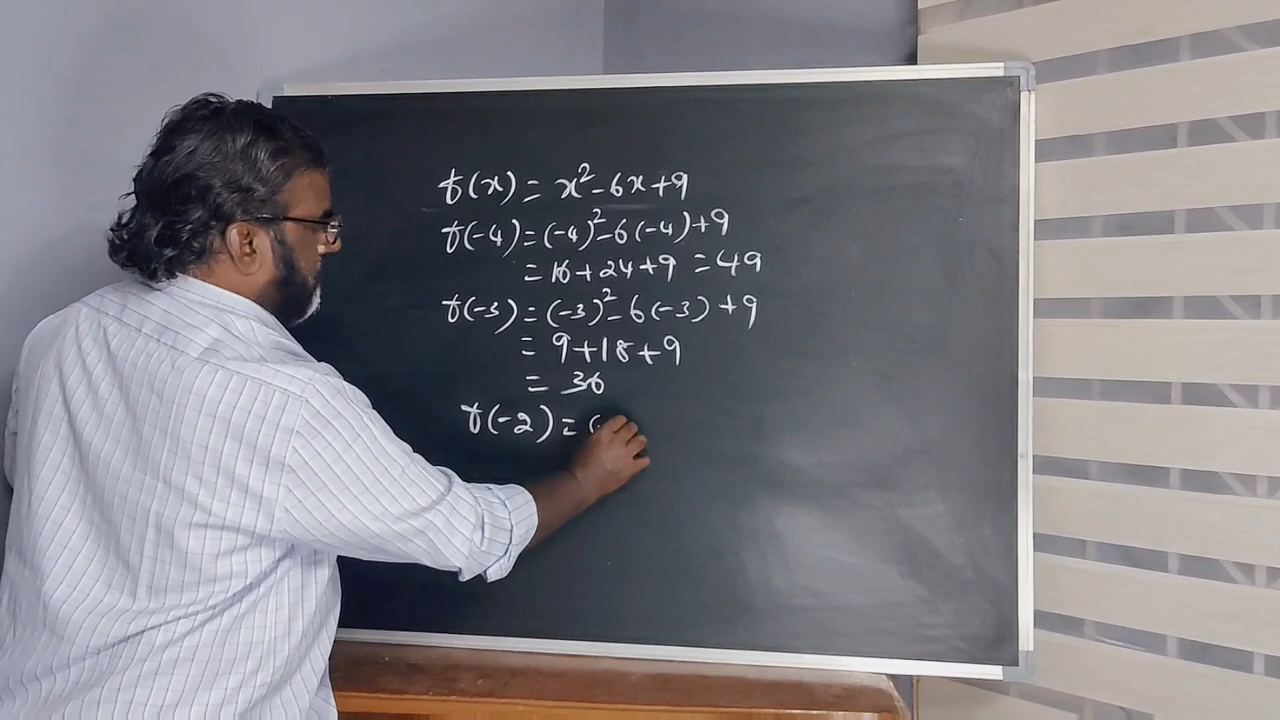 f(x) = x²-6x+9
f(-4) = (-4)²-6(-4)+9
= 16+24+9 = 49
f(-3) = (-3)²-6(-3)+9
= 9+18+9
= 36
f(-2) = (